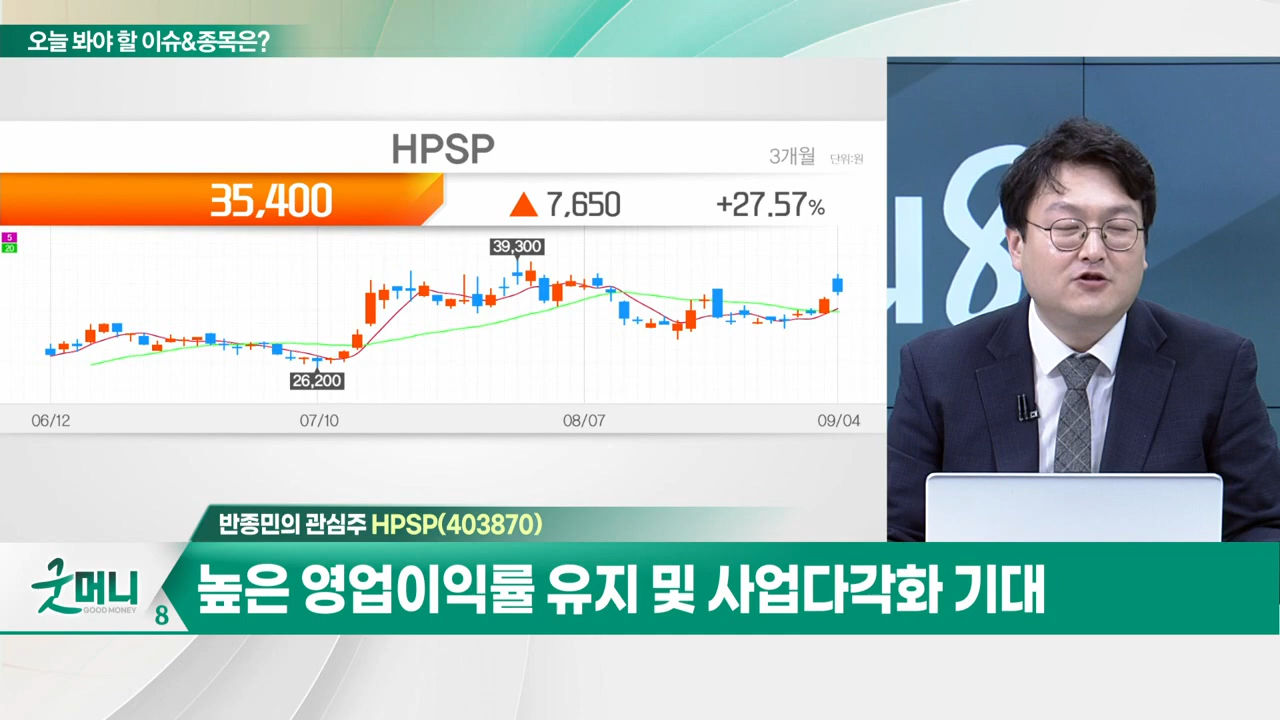 오늘 봐야 할 이슈&종목은?
HPSP
3개월 단위:원
35,400 ▲ 7,650 +27.57%
5
20
39,300
26,200
06/12 07/10 08/07 09/04
반종민의 관심주 HPSP(403870)
굿머니
GOOD MONEY
8
높은 영업이익률 유지 및 사업다각화 기대